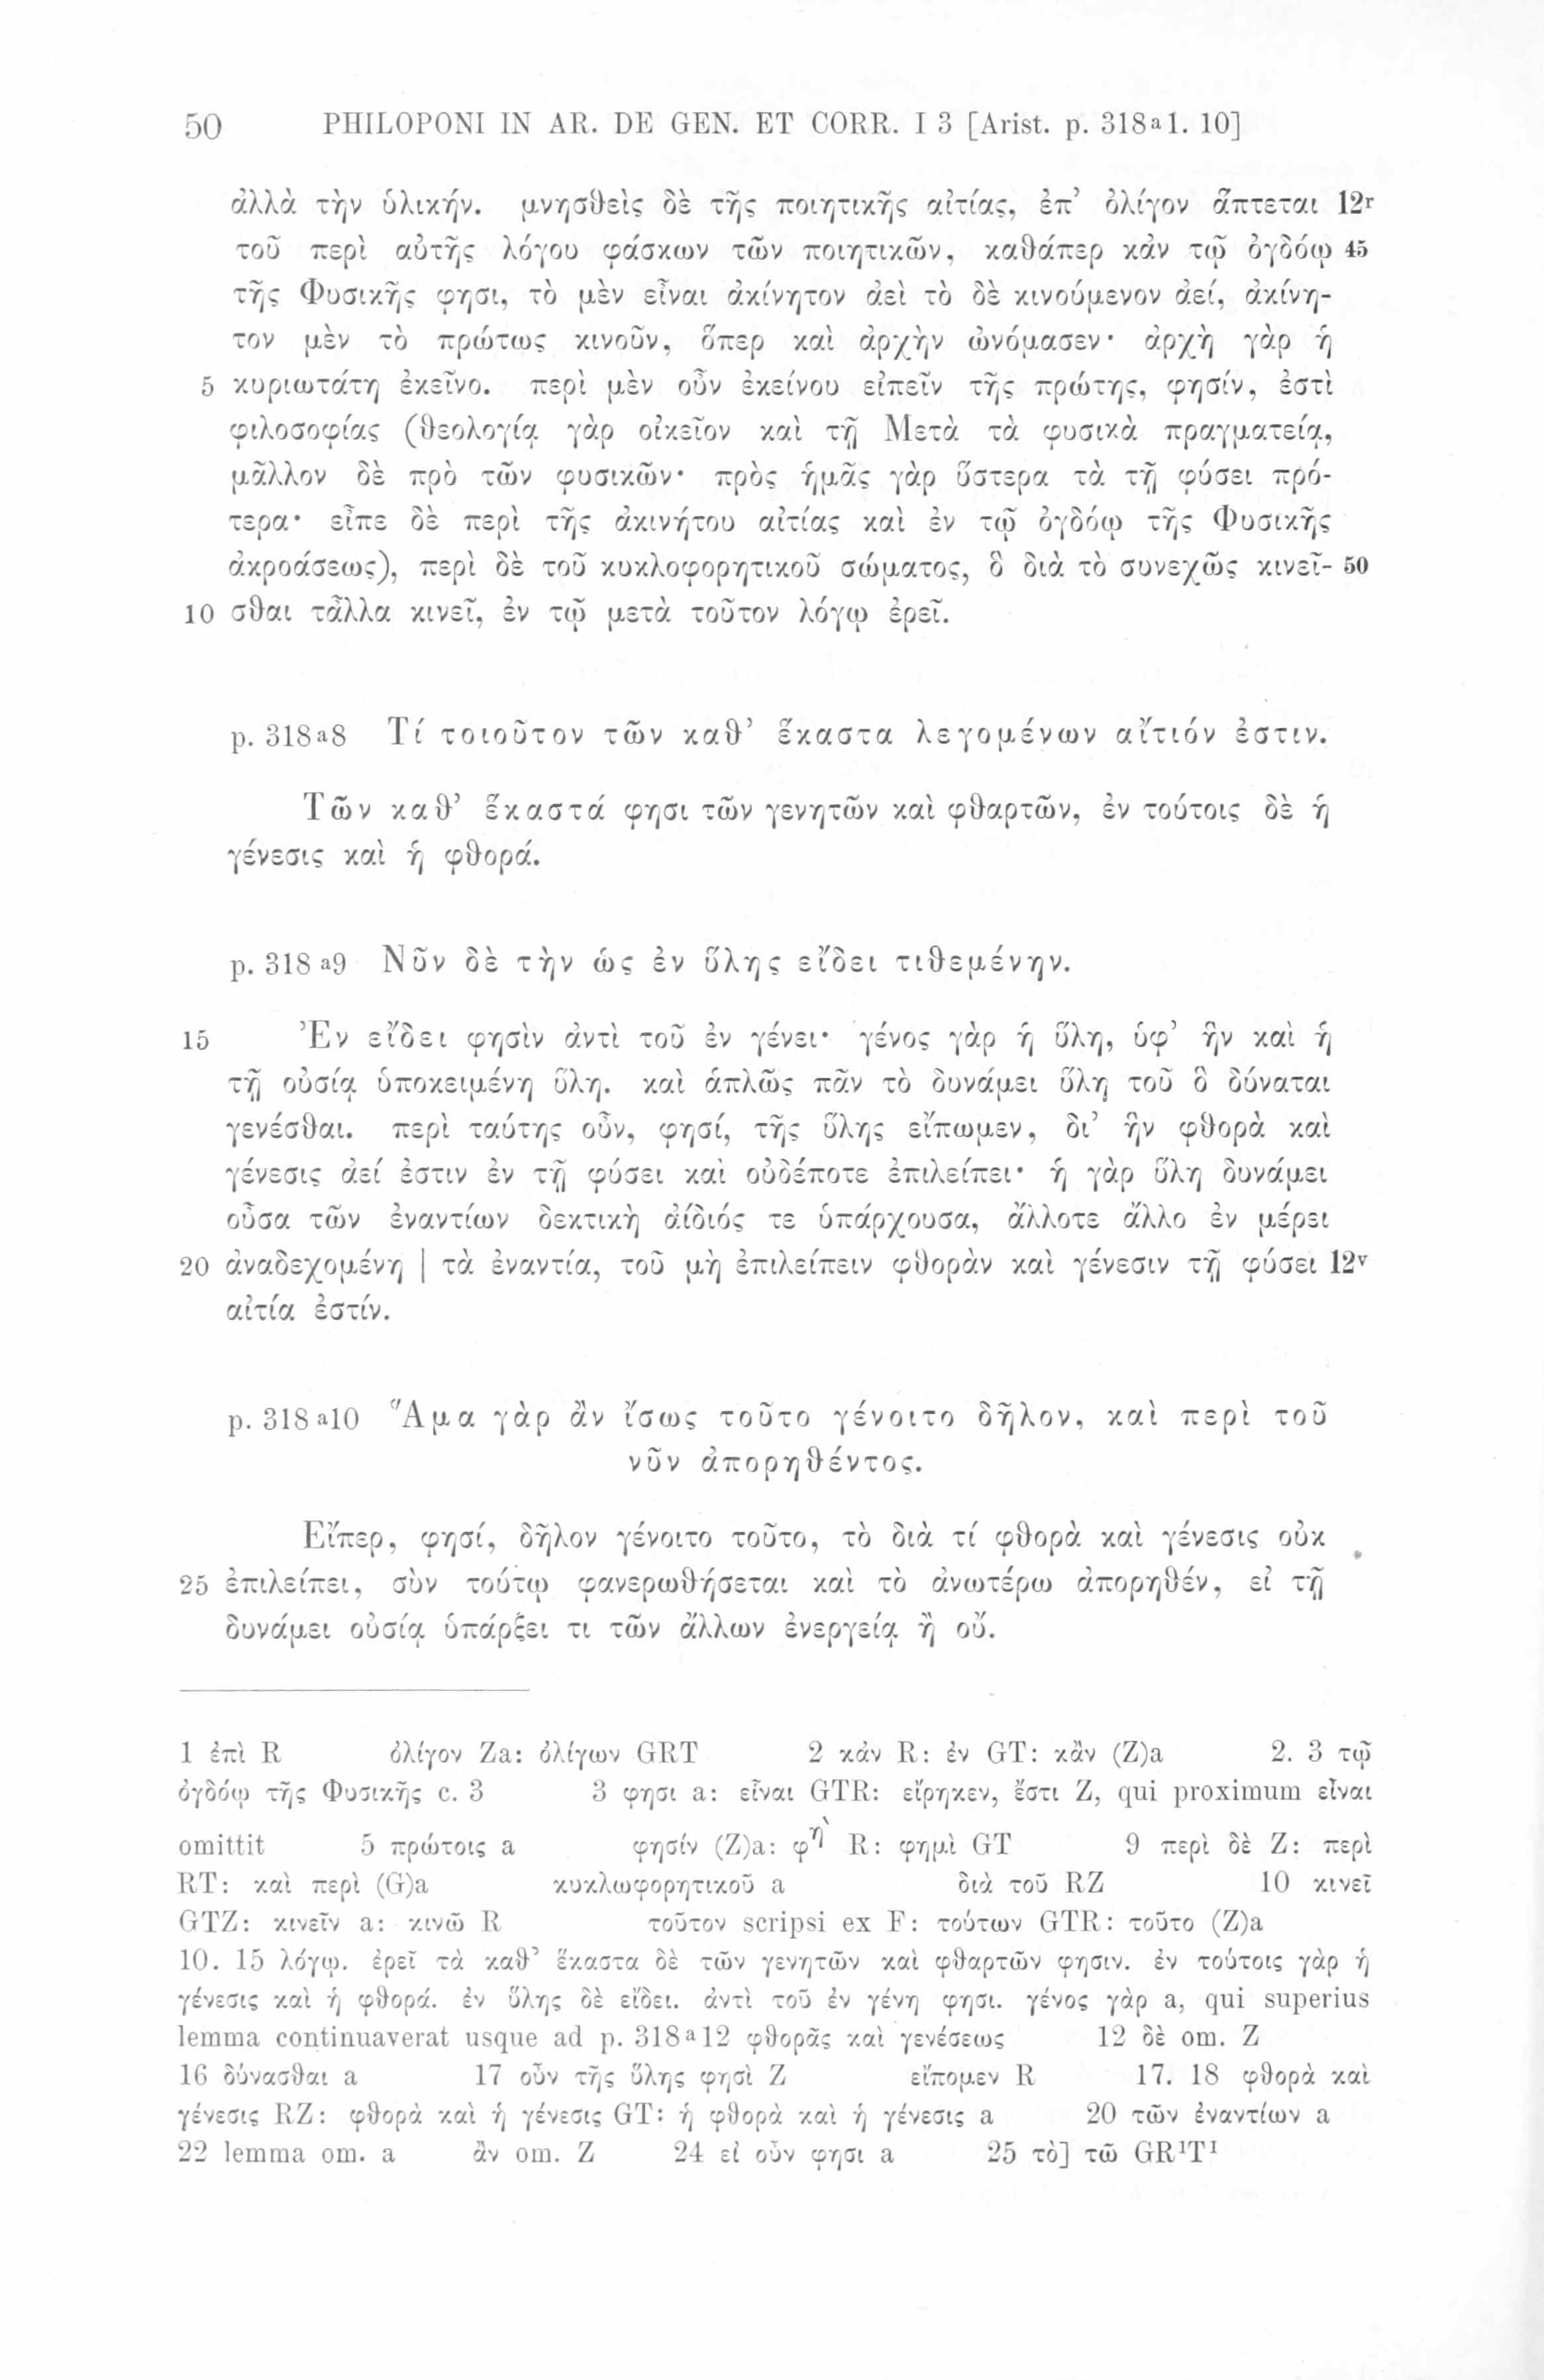 50 PHILOPONI IN AR. DE GEN. ET CORR. I 3 [Arist. p. 318a1. 10]
ἀλλὰ τὴν ὑλικήν. μνησθεὶς δὲ τῆς ποιητικῆς αἰτίας, ἐπ’ ὀλίγον ἅπτεται 12r
τοῦ περὶ αὐτῆς λόγου φάσκων τῶν ποιητικῶν, καθάπερ κἀν τῷ ὀγδόῳ 45
τῆς Φυσικῆς φησι, τὸ μὲν εἶναι ἀκίνητον ἀεὶ τὸ δὲ κινούμενον ἀεί, ἀκίνη-
τον μὲν τὸ πρώτως κινοῦν, ὅπερ καὶ ἀρχὴν ὠνόμασεν· ἀρχὴ γὰρ ἡ
5 κυριωτάτη ἐκεῖνο. περὶ μὲν οὖν ἐκείνου εἰπεῖν τῆς πρώτης, φησίν, ἐστὶ
φιλοσοφίας (θεολογίᾳ γὰρ οἰκεῖον καὶ τῇ Μετὰ τὰ φυσικὰ πραγματείᾳ,
μᾶλλον δὲ πρὸ τῶν φυσικῶν· πρὸς ἡμᾶς γὰρ ὕστερα τὰ τῇ φύσει πρό-
τερα· εἶπε δὲ περὶ τῆς ἀκινήτου αἰτίας καὶ ἐν τῷ ὀγδόῳ τῆς Φυσικῆς
ἀκροάσεως), περὶ δὲ τοῦ κυκλοφορητικοῦ σώματος, ὃ διὰ τὸ συνεχῶς κινεῖ- 50
10 σθαι τἆλλα κινεῖ, ἐν τῷ μετὰ τοῦτον λόγῳ ἐρεῖ.
p. 318a8 Τί τοιοῦτον τῶν καθ’ ἕκαστα λεγομένων αἴτιόν ἐστιν.
Τῶν καθ’ ἕκαστά φησι τῶν γενητῶν καὶ φθαρτῶν, ἐν τούτοις δὲ ἡ
γένεσις καὶ ἡ φθορά.
p. 318a9 Νῦν δὲ τὴν ὡς ἐν ὕλης εἴδει τιθεμένην.
15 Ἐν εἴδει φησὶν ἀντὶ τοῦ ἐν γένει· γένος γὰρ ἡ ὕλη, ὑφ’ ἣν καὶ ἡ
τῇ οὐσίᾳ ὑποκειμένη ὕλη. καὶ ἁπλῶς πᾶν τὸ δυνάμει ὕλη τοῦ ὃ δύναται
γενέσθαι. περὶ ταύτης οὖν, φησί, τῆς ὕλης εἴπωμεν, δι’ ἣν φθορὰ καὶ
γένεσις ἀεί ἐστιν ἐν τῇ φύσει καὶ οὐδέποτε ἐπιλείπει· ἡ γὰρ ὕλη δυνάμει
οὖσα τῶν ἐναντίων δεκτικὴ ἀίδιός τε ὑπάρχουσα, ἄλλοτε ἄλλο ἐν μέρει
20 ἀναδεχομένη | τὰ ἐναντία, τοῦ μὴ ἐπιλείπειν φθορὰν καὶ γένεσιν τῇ φύσει 12v
αἰτία ἐστίν.
p. 318a10 Ἅμα γὰρ ἂν ἴσως τοῦτο γένοιτο δῆλον, καὶ περὶ τοῦ
νῦν ἀπορηθέντος.
Εἴπερ, φησί, δῆλον γένοιτο τοῦτο, τὸ διὰ τί φθορὰ καὶ γένεσις οὐκ
25 ἐπιλείπει, σὺν τούτῳ φανερωθήσεται καὶ τὸ ἀνωτέρω ἀπορηθέν, εἰ τῇ
δυνάμει οὐσίᾳ ὑπάρξει τι τῶν ἄλλων ἐνεργείᾳ ἢ οὔ.
1 ἐπὶ R ὀλίγον Za: ὀλίγων GRT 2 κἀν R: ἐν GT: κἂν (Z)a 2. 3 τῷ
ὀγδόῳ τῆς Φυσικῆς c. 3 3 φησι a: εἶναι GTR: εἴρηκεν, ἔστι Z, qui proximum εἶναι
omittit 5 πρώτοις a φησίν (Z)a: φὴ R: φημὶ GT 9 περὶ δὲ Z: περὶ
RT: καὶ περὶ (G)a κυκλωφορητικοῦ a διὰ τοῦ RZ 10 κινεῖ
GTZ: κινεῖν a: κινῶ R τοῦτον scripsi ex F: τούτων GTR: τοῦτο (Z)a
10. 15 λόγῳ. ἐρεῖ τὰ καθ’ ἕκαστα δὲ τῶν γενητῶν καὶ φθαρτῶν φησιν. ἐν τούτοις γὰρ ἡ
γένεσις καὶ ἡ φθορά. ἐν ὕλης δὲ εἴδει. ἀντὶ τοῦ ἐν γένη φησι. γένος γὰρ a, qui superius
lemma continuaverat usque ad p. 318a12 φθορᾶς καὶ γενέσεως 12 δὲ om. Z
16 δύνασθαι a 17 οὖν τῆς ὕλης φησὶ Z εἴπομεν R 17. 18 φθορὰ καὶ
γένεσις RZ: φθορὰ καὶ ἡ γένεσις GT: ἡ φθορὰ καὶ ἡ γένεσις a 20 τῶν ἐναντίων a
22 lemma om. a ἂν om. Z 24 εἰ οὖν φησι a 25 τὸ] τῶ GR¹T¹